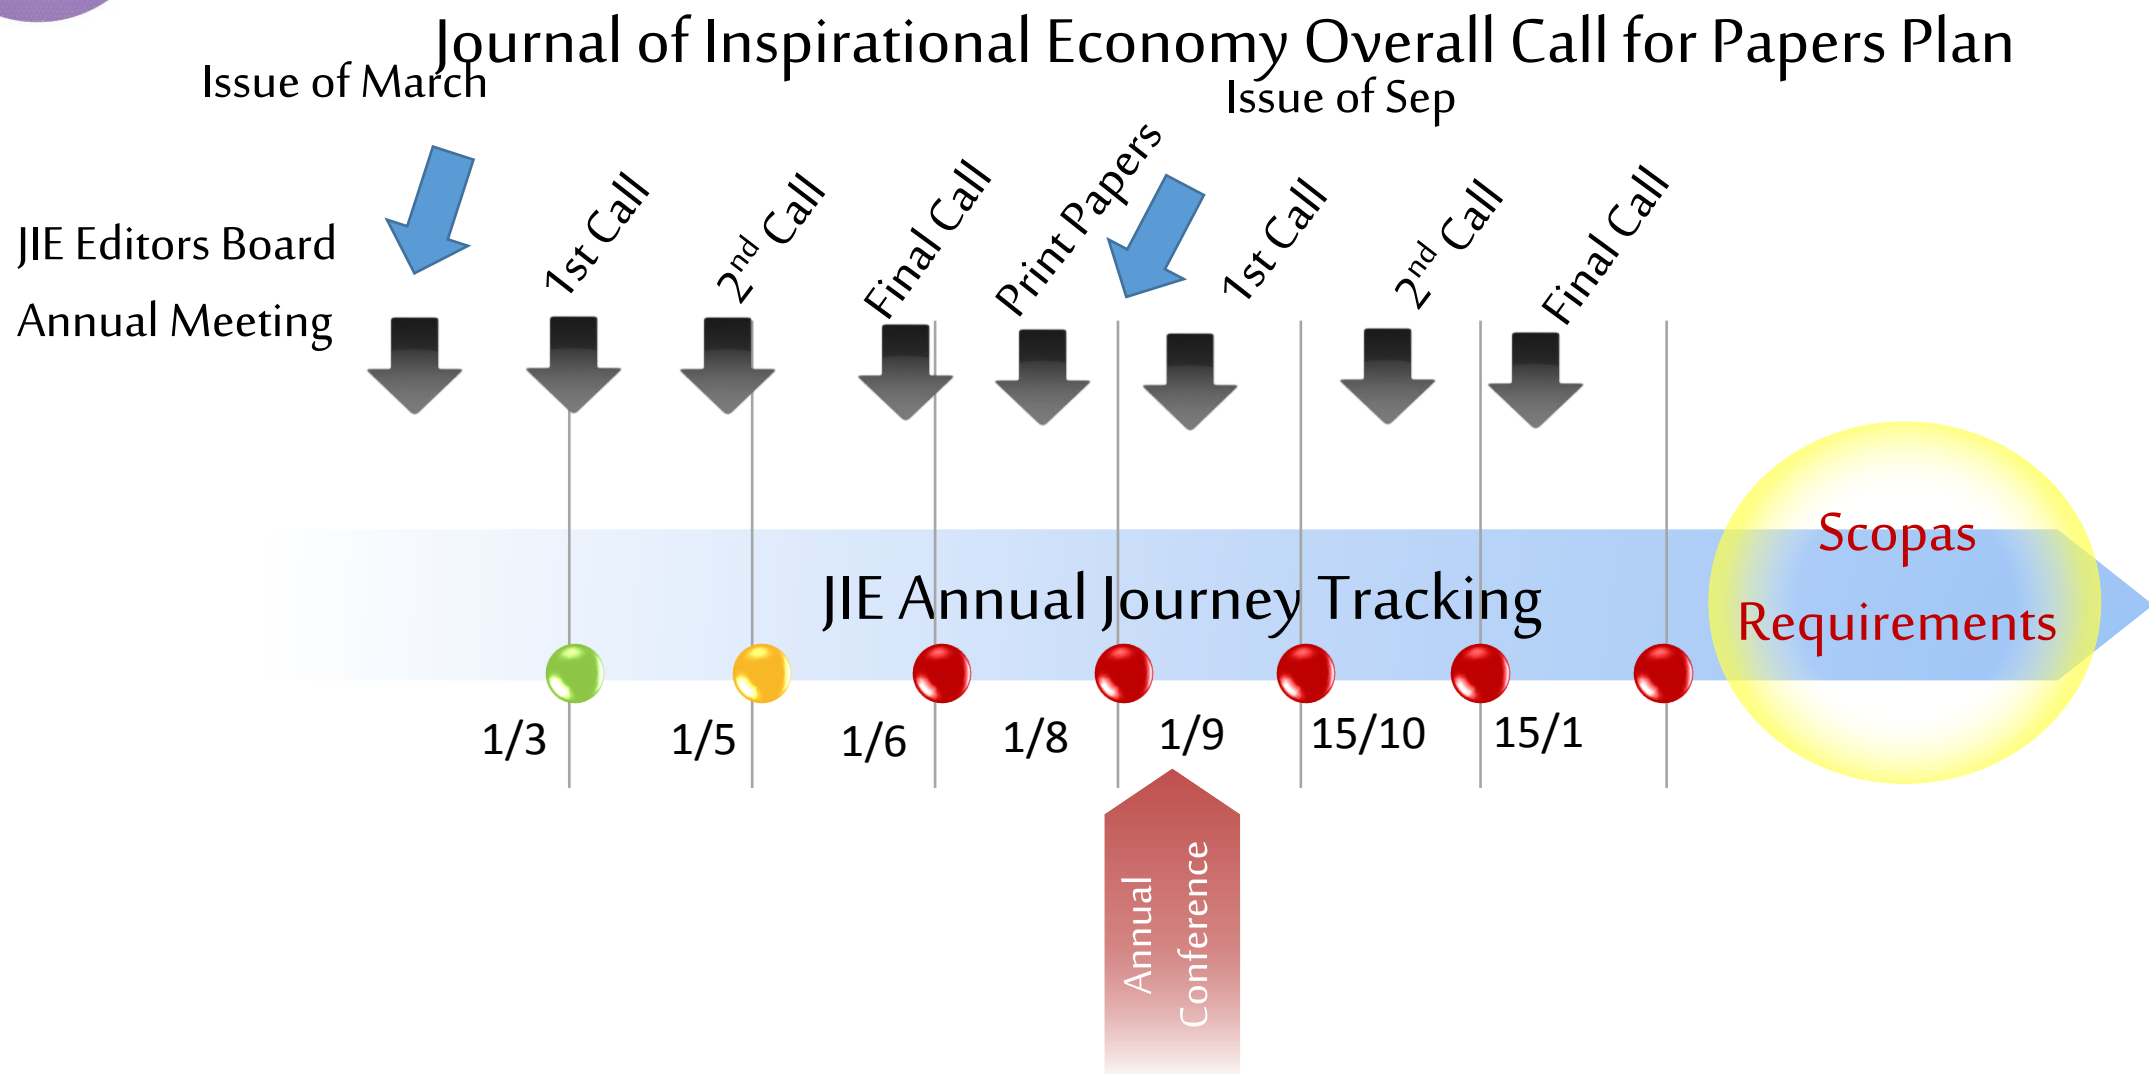 Journal of Inspirational Economy Overall Call for Papers Plan
Issue of March
Issue of Sep
JIE Editors Board
Annual Meeting
1st Call
2nd Call
Final Call
Print Papers
1st Call
2nd Call
Final Call
Scopas
Requirements
JIE Annual Journey Tracking
1/3
1/5
1/6
1/8
1/9
15/10
15/1
Annual
Conference